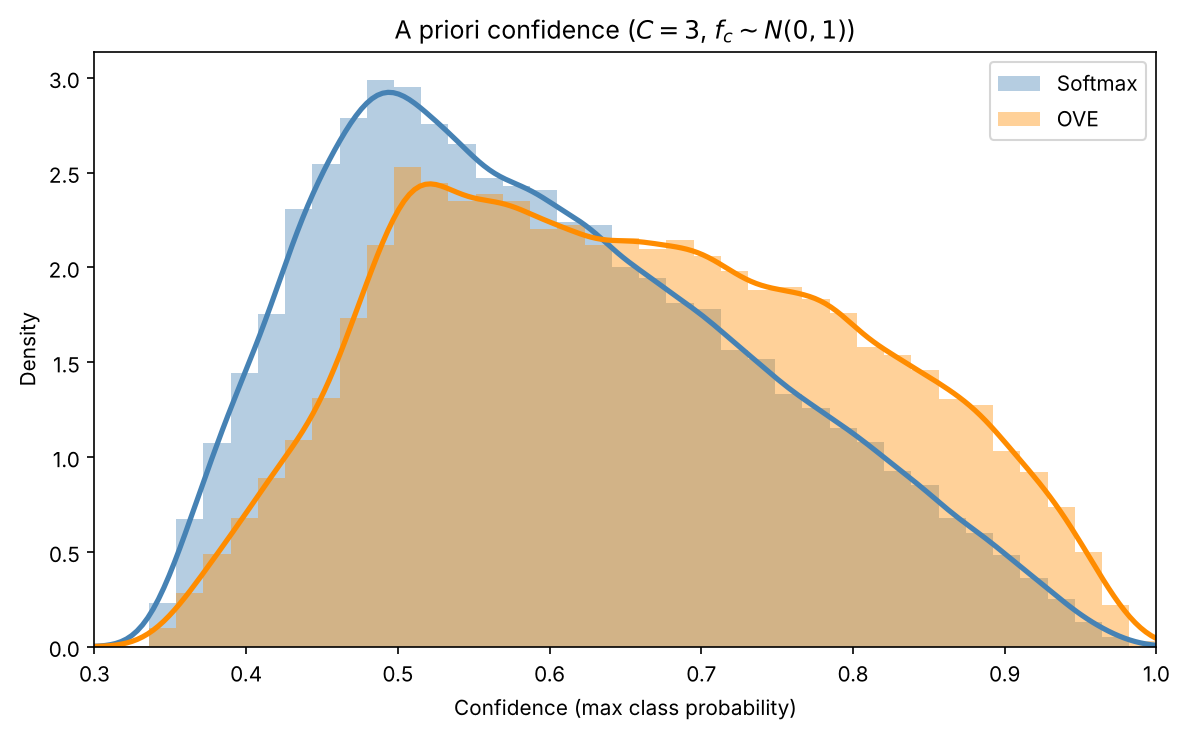 A priori confidence (C = 3, f_c ~ N(0, 1))
Softmax
OVE
Density
3.0
2.5
2.0
1.5
1.0
0.5
0.0
0.3 0.4 0.5 0.6 0.7 0.8 0.9 1.0
Confidence (max class probability)